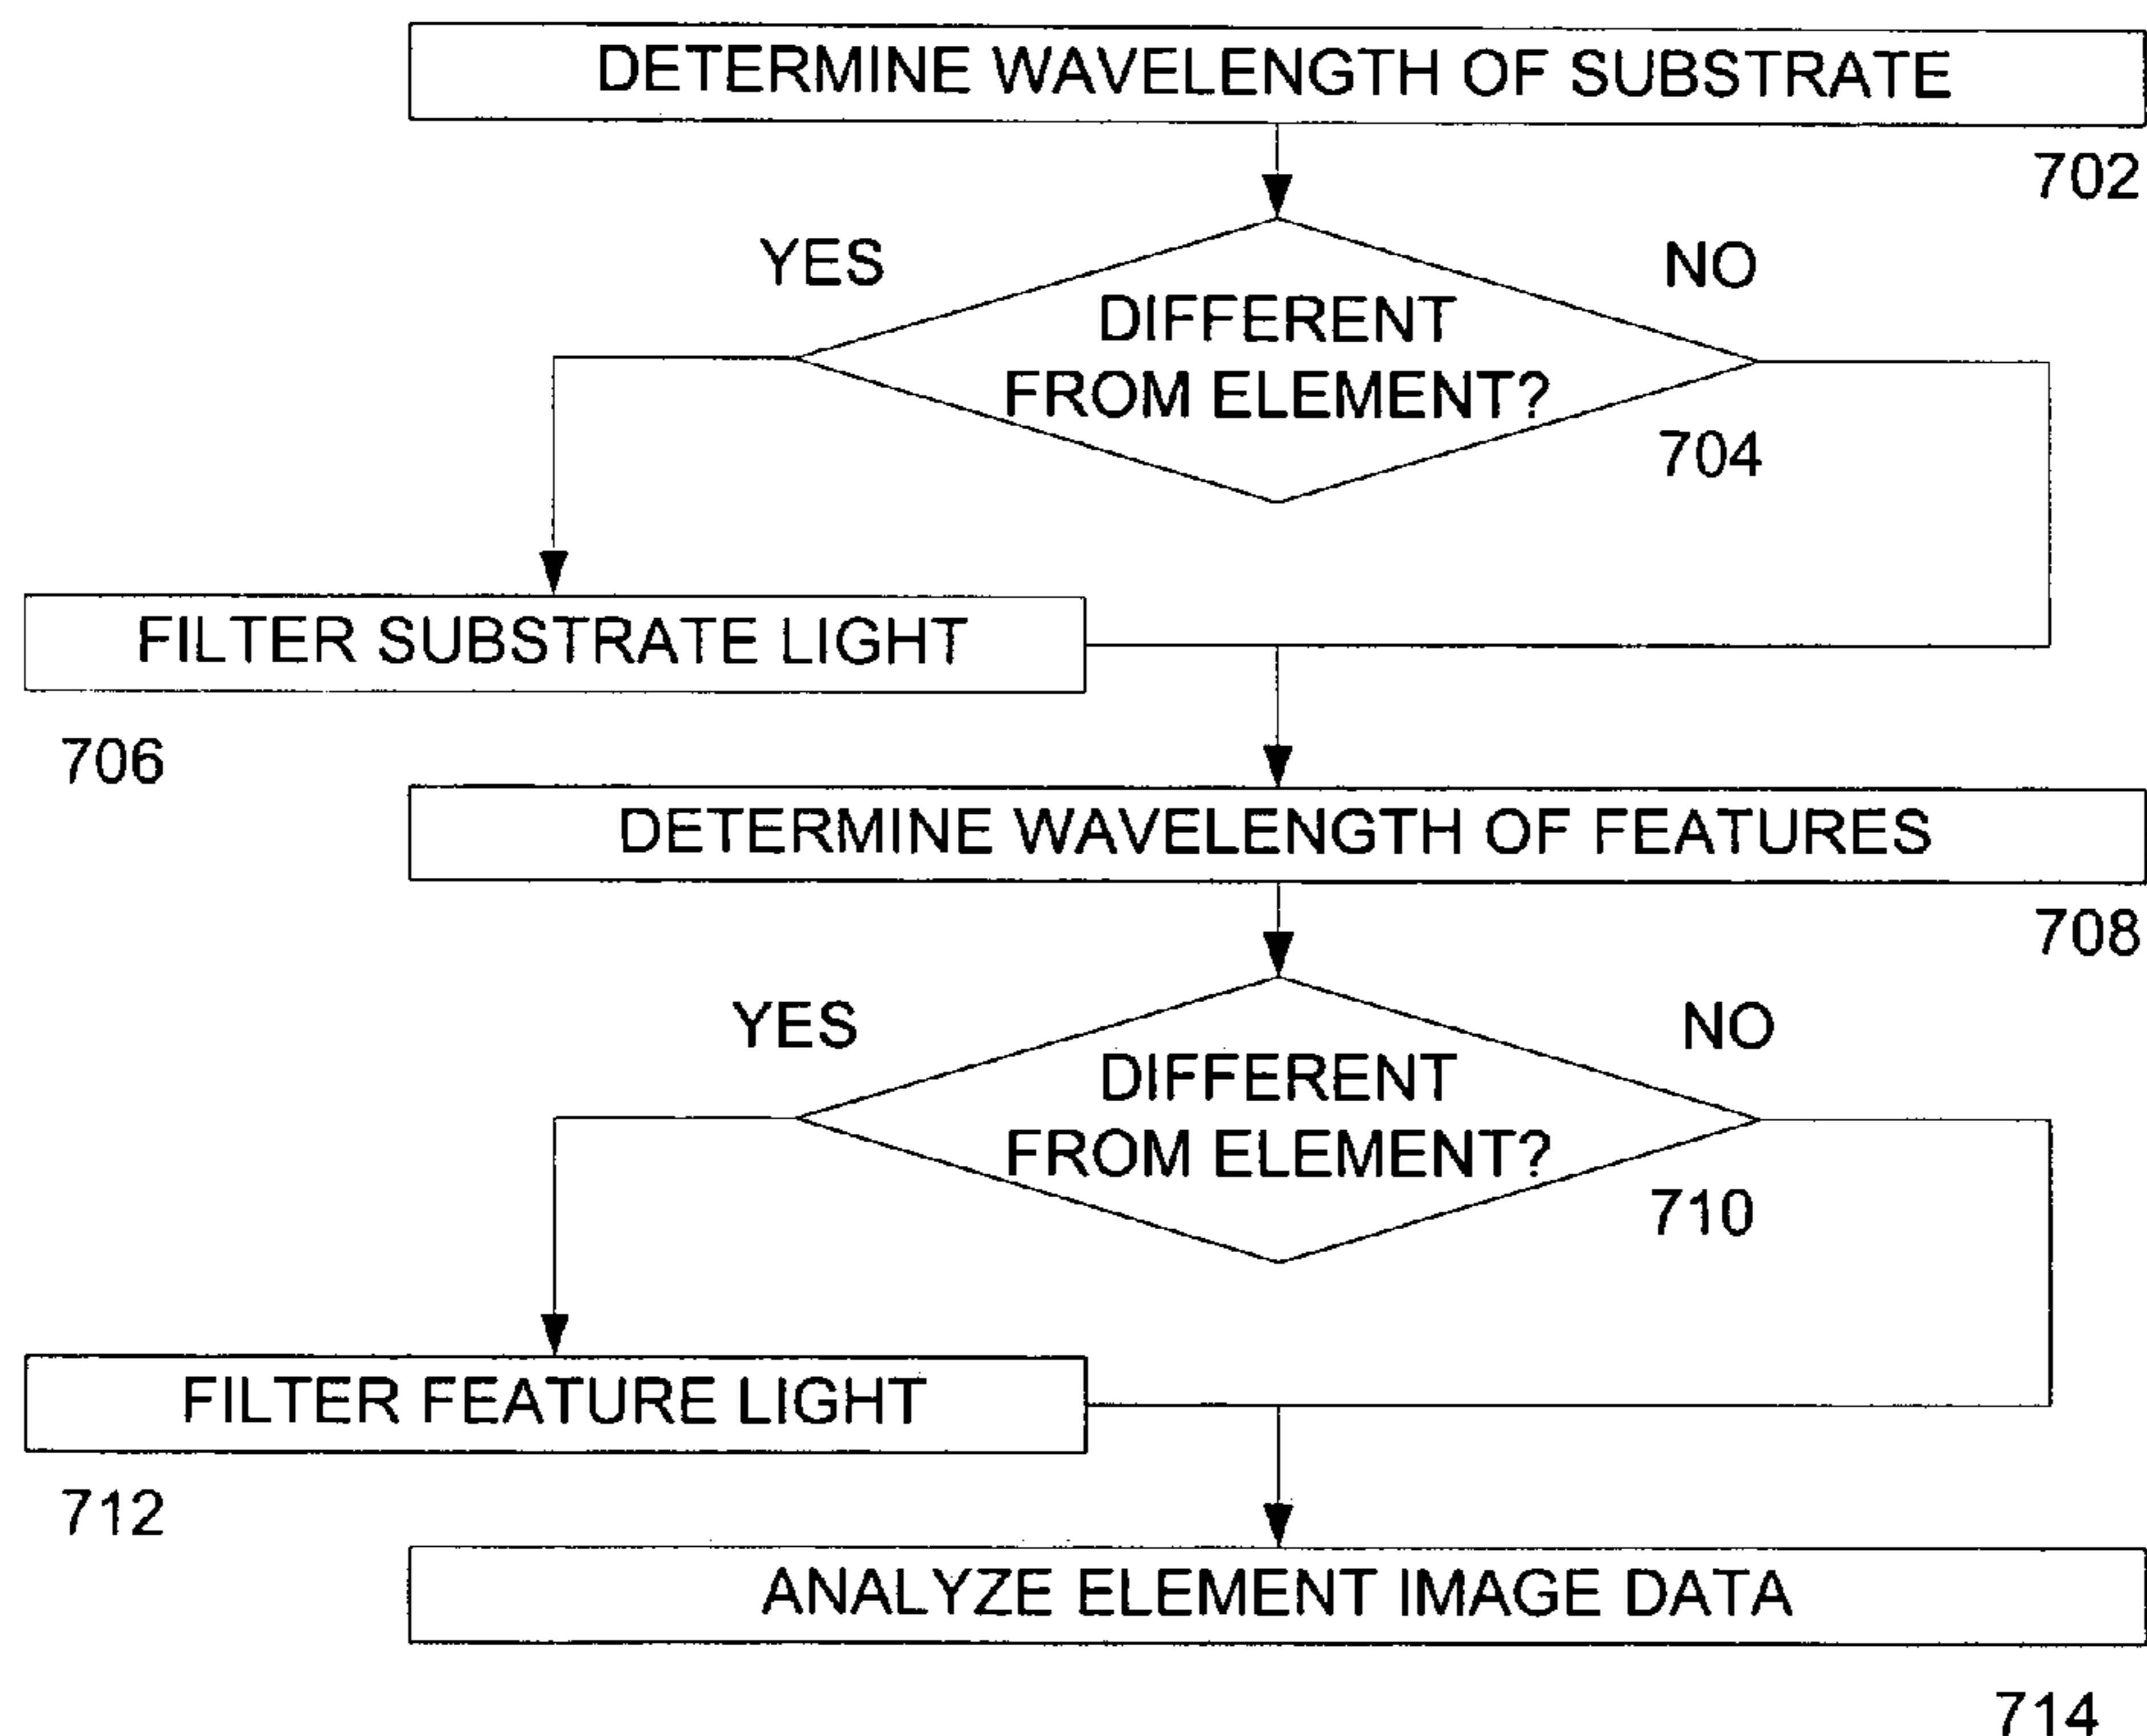 DETERMINE WAVELENGTH OF SUBSTRATE
702
YES
NO
DIFFERENT
FROM ELEMENT?
704
FILTER SUBSTRATE LIGHT
706
DETERMINE WAVELENGTH OF FEATURES
708
YES
NO
DIFFERENT
FROM ELEMENT?
710
FILTER FEATURE LIGHT
712
ANALYZE ELEMENT IMAGE DATA
714